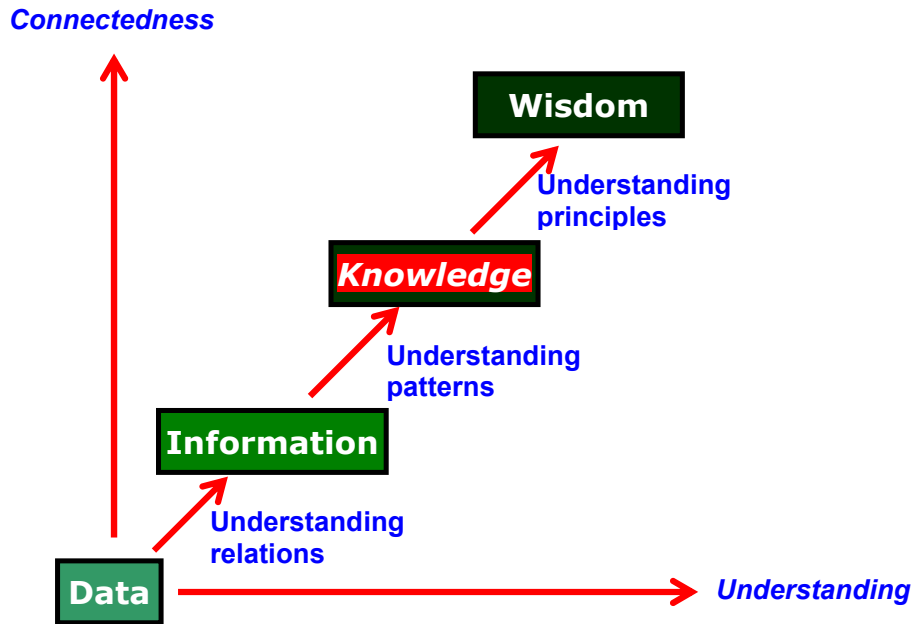 Connectedness
Wisdom
Understanding
principles
Knowledge
Understanding
patterns
Information
Understanding
relations
Data
Understanding